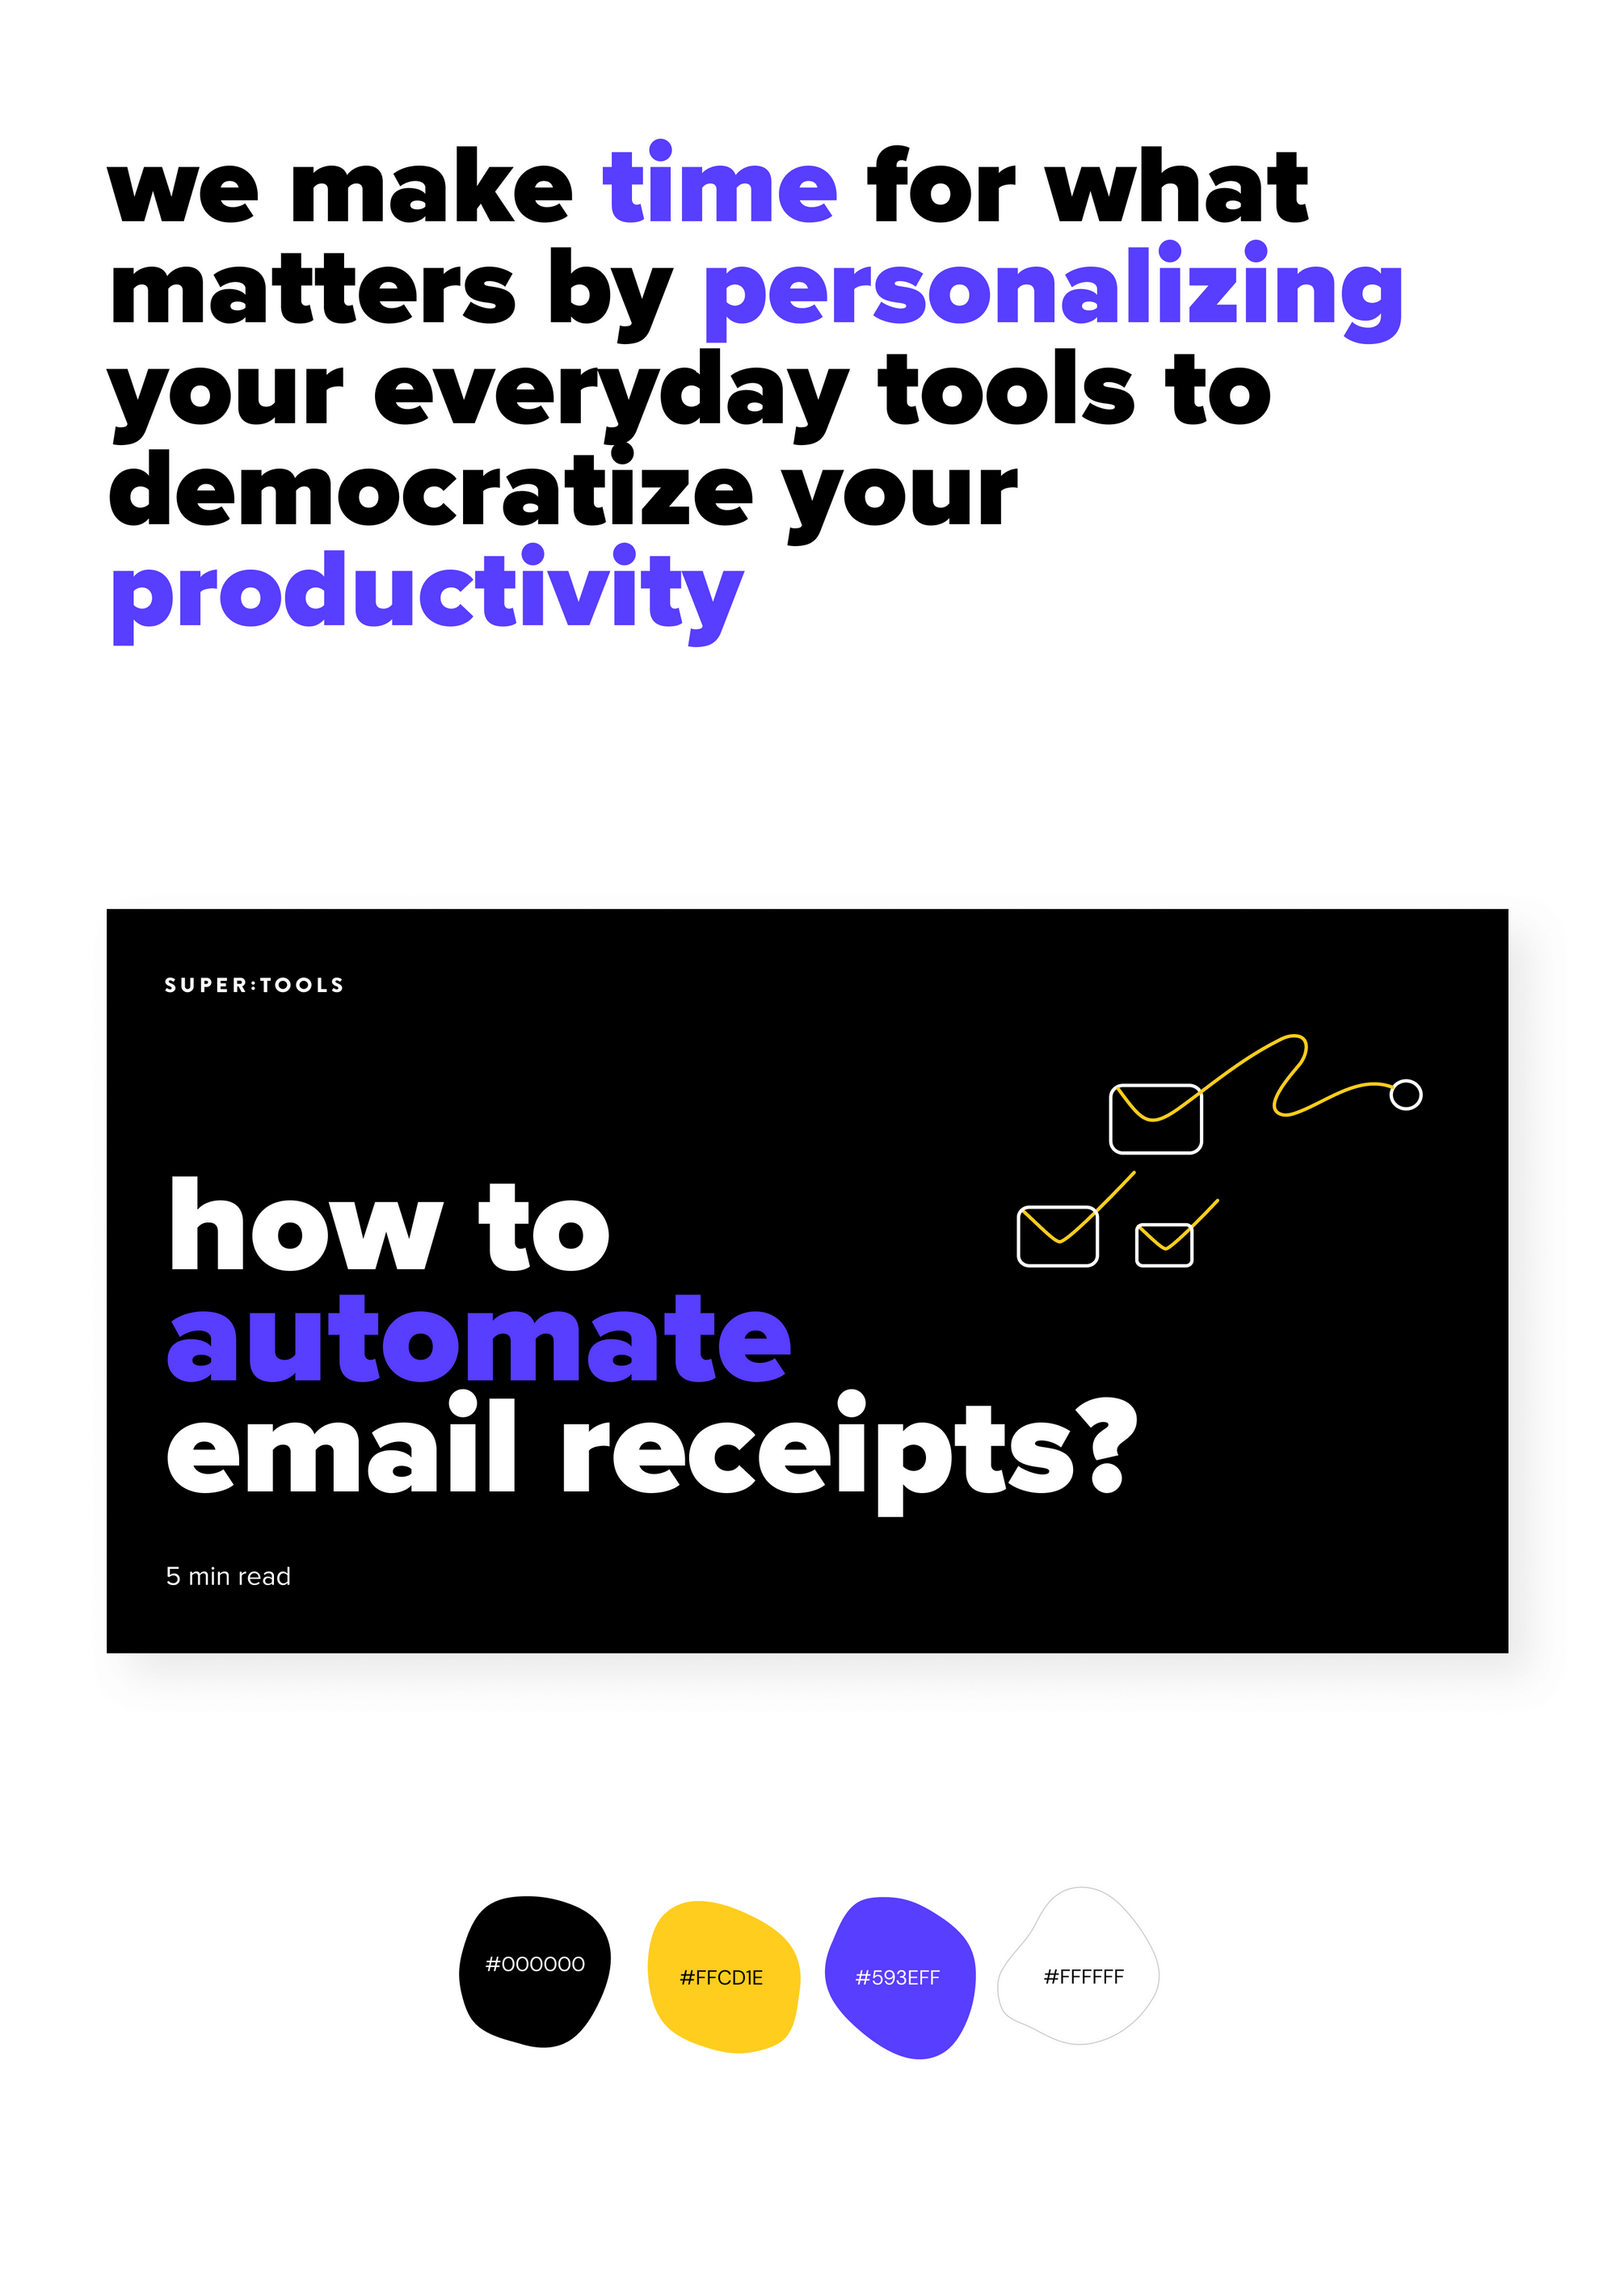 we make time for what
matters by personalizing
your everyday tools to
democratize your
productivity
SUPER:TOOLS
how to
automate
email receipts?
5 min read
#000000
#FFCD1E
#593EFF
#FFFFFF